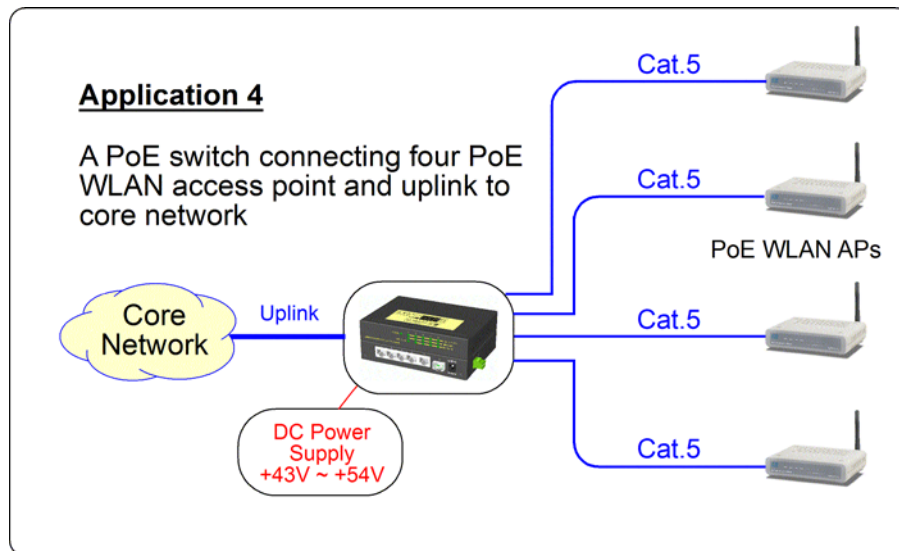 Application 4
A PoE switch connecting four PoE
WLAN access point and uplink to
core network
Cat.5
Cat.5
PoE WLAN APs
Core
Network
Uplink
Cat.5
DC Power
Supply
+43V ~ +54V
Cat.5